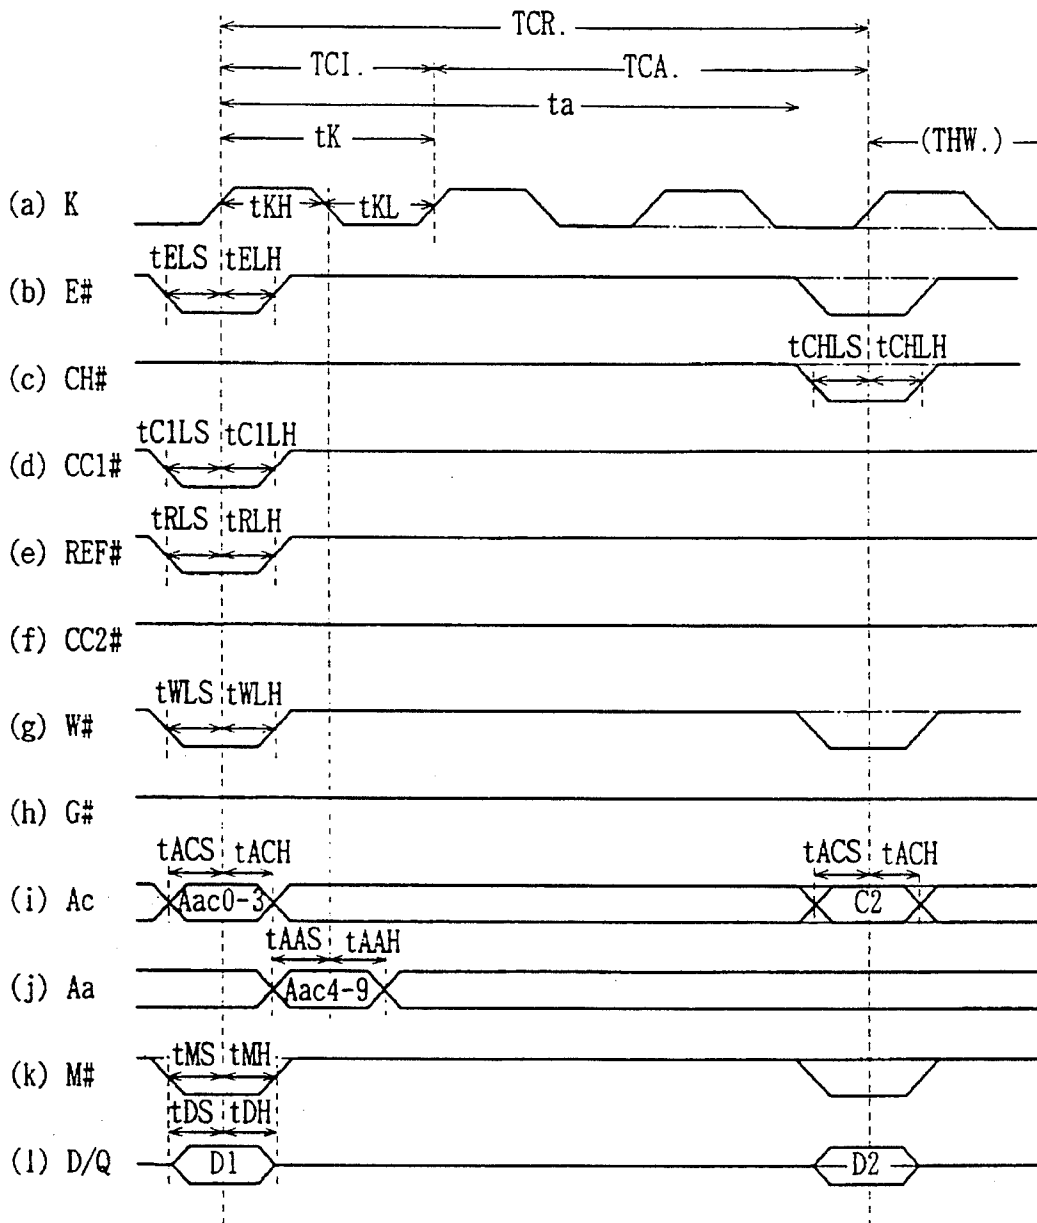 TCR.
TCI. TCA.
ta
tK (THW.)
(a) K tKH tKL
tELS tELH
(b) E#
tCHLS tCHLH
(c) CH#
tC1LS tC1LH
(d) CC1#
tRLS tRLH
(e) REF#
(f) CC2#
tWLS tWLH
(g) W#
(h) G#
tACS tACH tACS tACH
(i) Ac Aac0-3 C2
tAAS tAAH
(j) Aa Aac4-9
tMS tMH
(k) M#
tDS tDH
(l) D/Q D1 D2